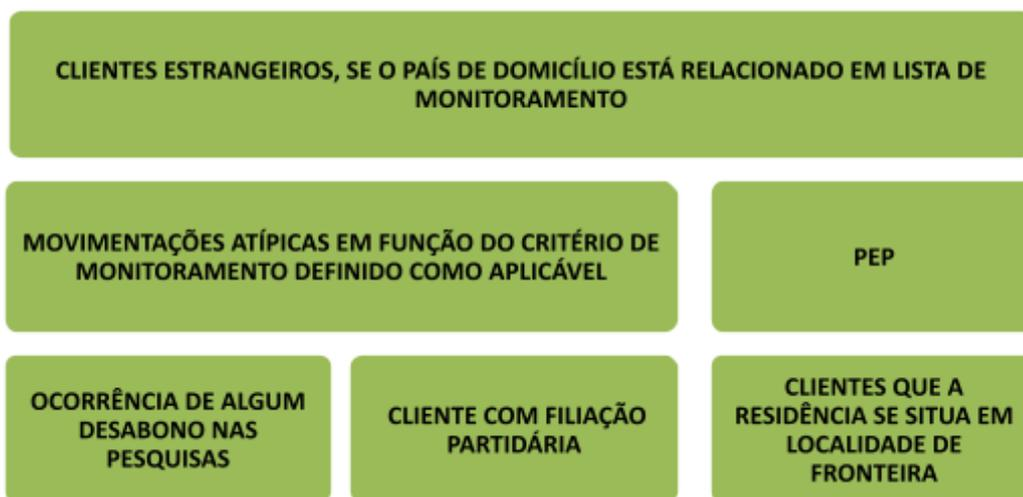 CLIENTES ESTRANGEIROS, SE O PAÍS DE DOMICÍLIO ESTÁ RELACIONADO EM LISTA DE
MONITORAMENTO
MOVIMENTAÇÕES ATÍPICAS EM FUNÇÃO DO CRITÉRIO DE
MONITORAMENTO DEFINIDO COMO APLICÁVEL
PEP
OCORRÊNCIA DE ALGUM
DESABONO NAS
PESQUISAS
CLIENTE COM FILIAÇÃO
PARTIDÁRIA
CLIENTES QUE A
RESIDÊNCIA SE SITUA EM
LOCALIDADE DE
FRONTEIRA